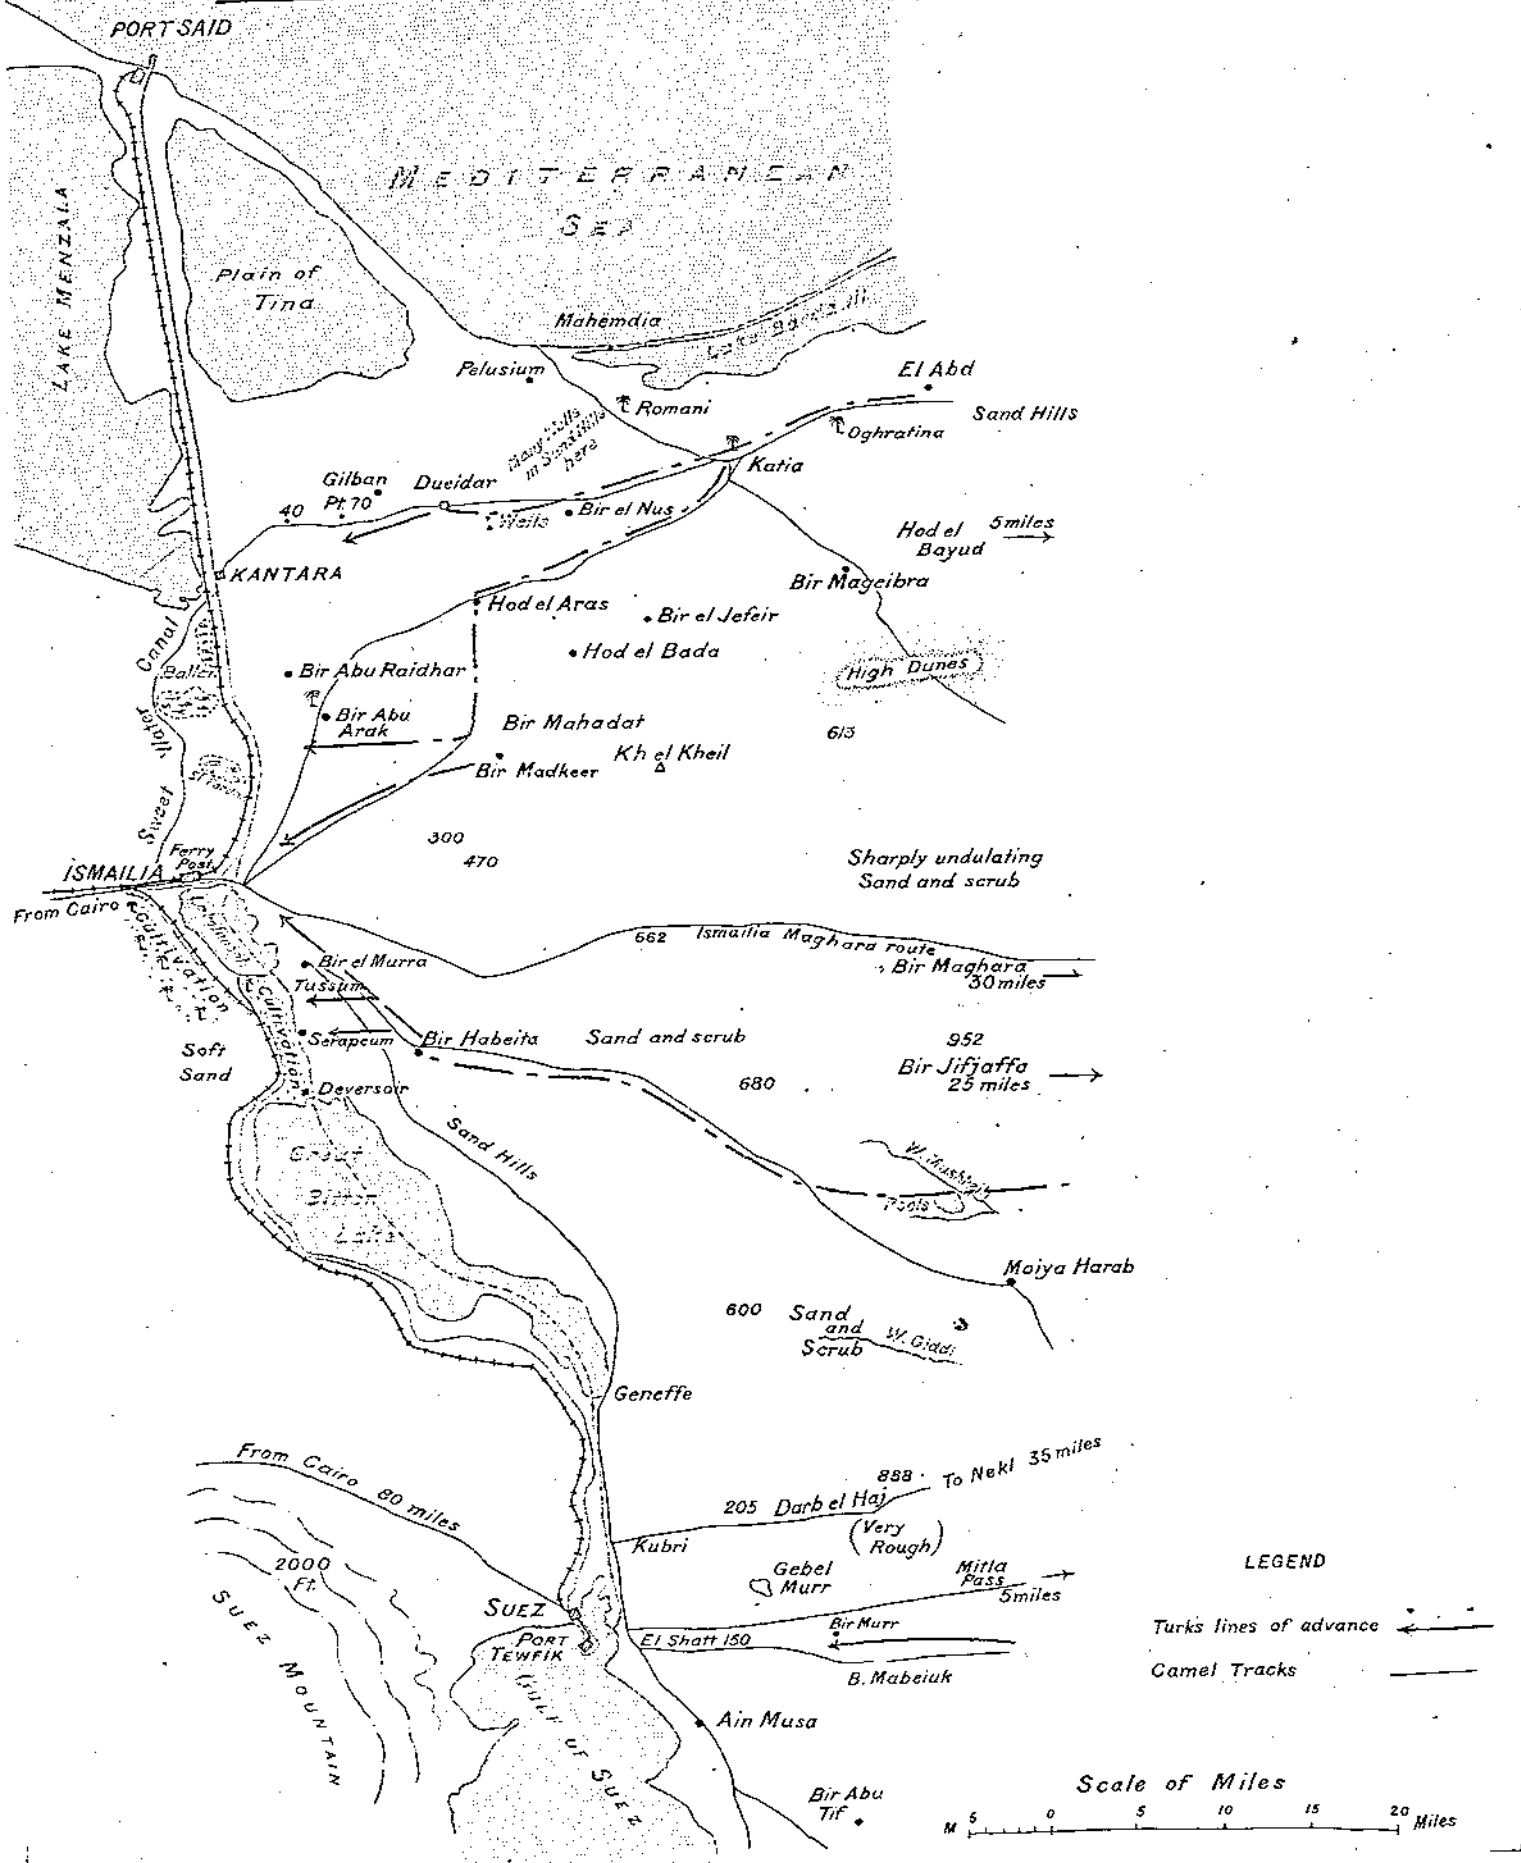 PORT SAID
MEDITERRANEAN
SEA
LAKE MENZALA
Plain of
Tina
Mahemdia
Pelusium
El Abd
Romani
Sand Hills
Oghratina
Many Wells
in Sand Hills
here
Katia
Gilban
Pt. 70
Dueidar
40
Wells
Bir el Nus
Hod el
Bayud
5 miles
KANTARA
Bir Mageibra
Hod el Aras
Bir el Jefeir
Hod el Bada
High Dunes
Sweet Water Canal
Bir Abu Raidhar
Bir Abu
Arak
Bir Mahadat
613
Kh el Kheil
Bir Madkeer
300
470
Sharply undulating
Sand and scrub
Ferry
Post
ISMAILIA
From Cairo
Cultivation
662
Ismailia Maghara route
Bir el Murra
Bir Maghara
30 miles
Tussum
Cultivation
Serapeum
Bir Habeita
Sand and scrub
952
Soft
Sand
Bir Jifjaffa
25 miles
680
Deversoir
Sand Hills
Great
Bitter
Lake
Pools
Moiya Harab
600
Sand
and
Scrub
W. Giddi
Geneffe
From Cairo 80 miles
888
To Nekl 35 miles
205
Darb el Haj
(Very
Rough)
Kubri
2000
Ft.
Gebel
Murr
Mitla
Pass
5 miles
LEGEND
SUEZ
PORT
TEWFIK
Bir Murr
Turks lines of advance
El Shatt 150
B. Mabeiuk
Camel Tracks
SUEZ MOUNTAIN
GULF OF SUEZ
Ain Musa
Bir Abu
Tif
Scale of Miles
M 5 0 5 10 15 20 Miles